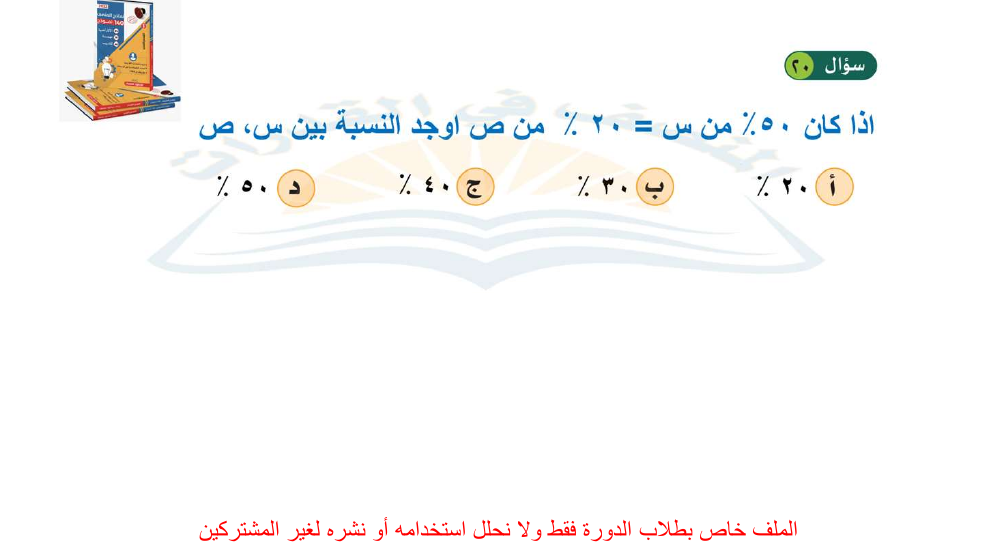 سؤال ٢٠
اذا كان ٥٠٪ من س = ٢٠ ٪ من ص اوجد النسبة بين س، ص
أ ٢٠ ٪ ب ٣٠ ٪ ج ٤٠ ٪ د ٥٠ ٪
الملف خاص بطلاب الدورة فقط ولا نحلل استخدامه أو نشره لغير المشتركين